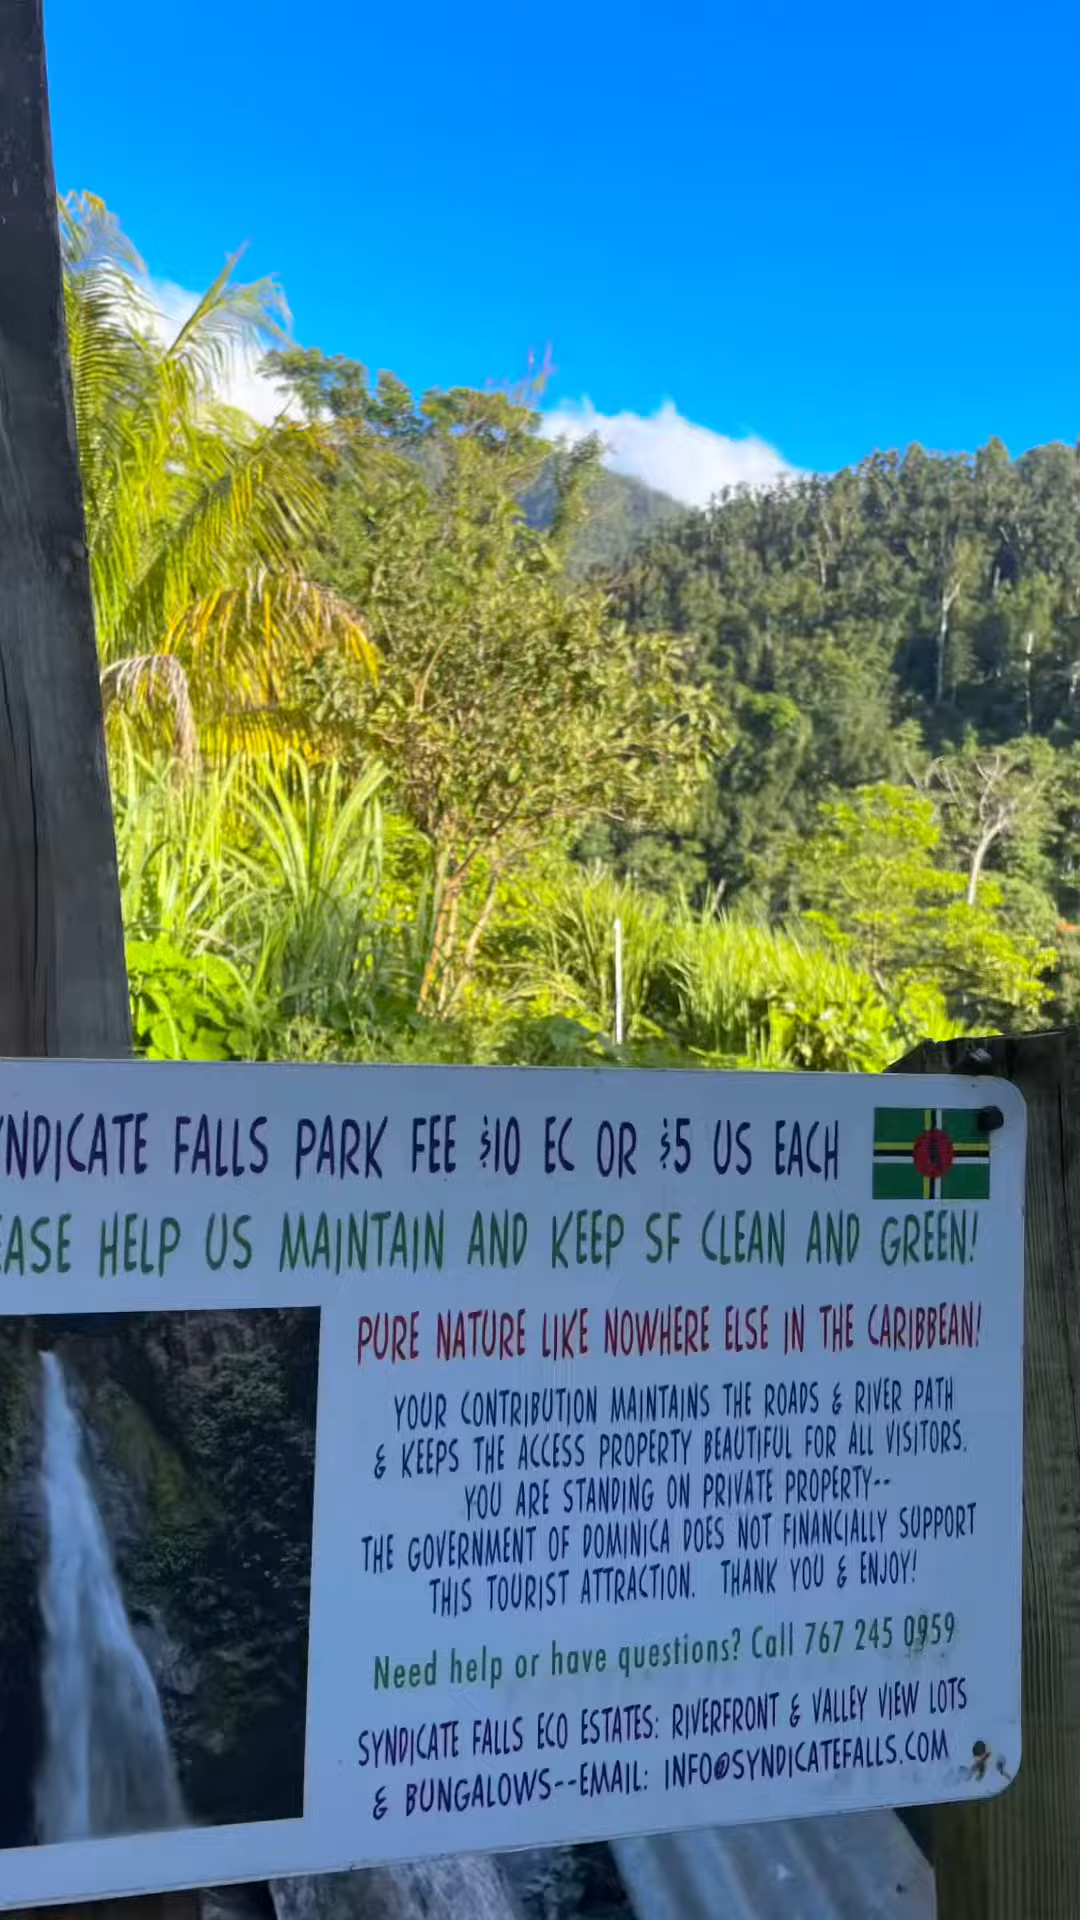 YNDICATE FALLS PARK FEE $10 EC OR $5 US EACH
EASE HELP US MAINTAIN AND KEEP SF CLEAN AND GREEN!
PURE NATURE LIKE NOWHERE ELSE IN THE CARIBBEAN!
YOUR CONTRIBUTION MAINTAINS THE ROADS & RIVER PATH
& KEEPS THE ACCESS PROPERTY BEAUTIFUL FOR ALL VISITORS.
YOU ARE STANDING ON PRIVATE PROPERTY--
THE GOVERNMENT OF DOMINICA DOES NOT FINANCIALLY SUPPORT
THIS TOURIST ATTRACTION. THANK YOU & ENJOY!
Need help or have questions? Call 767 245 0959
SYNDICATE FALLS ECO ESTATES: RIVERFRONT & VALLEY VIEW LOTS
& BUNGALOWS--EMAIL: INFO@SYNDICATEFALLS.COM